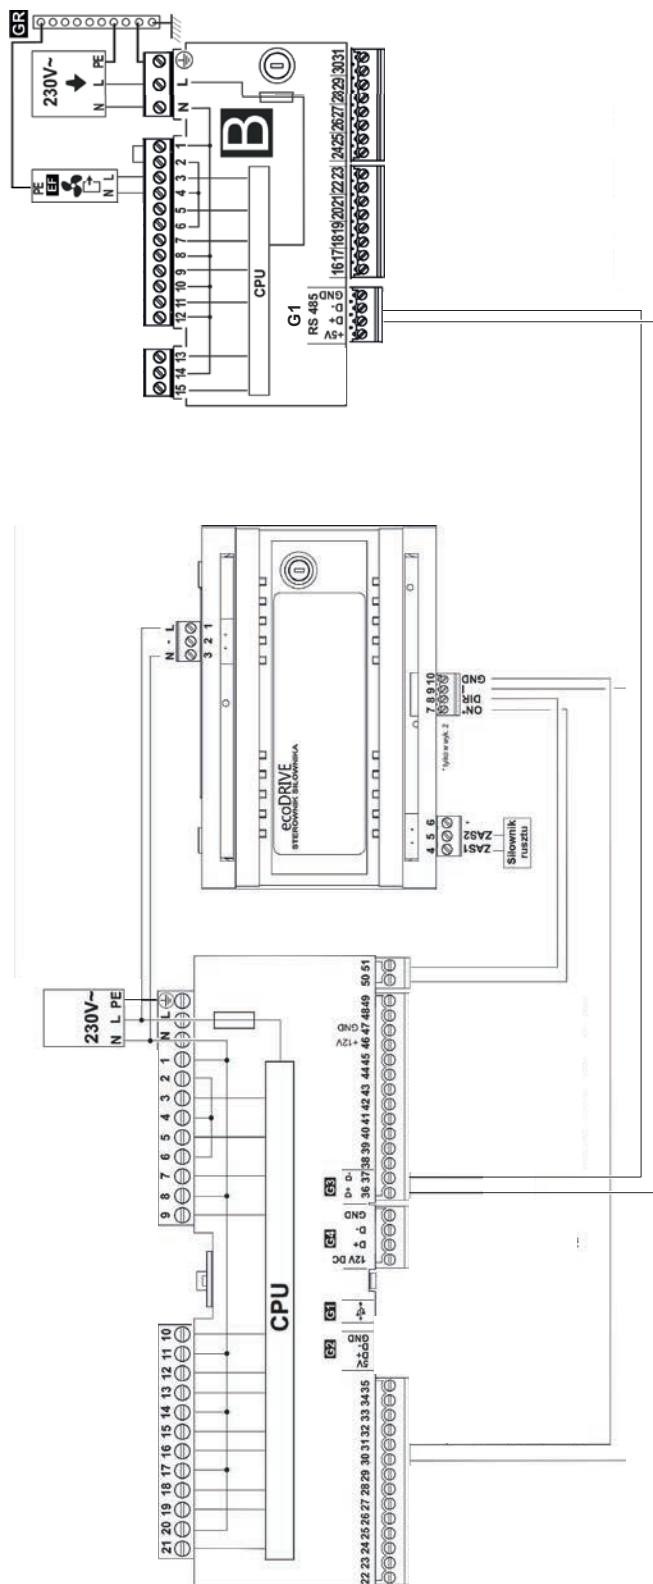 GR
230V~
PE
L
N
PE
EF
L
N
L
N
B
1
2
3
4
5
6
7
8
9
10
11
12
13
14
15
CPU
24 25 26 27 28 29 30 31
16 17 18 19 20 21 22 23
G1
RS 485
GND
D-
D+
+5V
N - L
3 2 1
ecoDRIVE
STEROWNIK SIŁOWNIKA
7 8 9 10
ON*
DIR
I
GND
*tylko w wyk. 2
4 5 6
ZAS1
ZAS2
-
Siłownik
rusztu
230V~
N L PE
L
N
1
2
3
4
5
6
7
8
9
10
11
12
13
14
15
16
17
18
19
20
21
CPU
50 51
36 37 38 39 40 41 42 43 44 45 46 47 48 49
+12V
GND
G3
D+ D-
G4
12V DC
D+
D-
GND
G1
G2
5V
D+
D-
GND
22 23 24 25 26 27 28 29 30 31 32 33 34 35